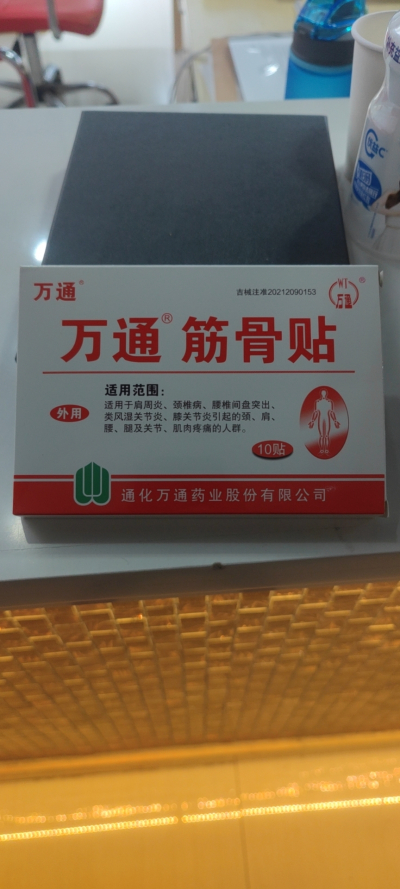 万通®
吉械注准20212090153
WT
万通
®
万通®筋骨贴
适用范围：
外用
适用于肩周炎、颈椎病、腰椎间盘突出、
类风湿关节炎、膝关节炎引起的颈、肩、
腰、腿及关节、肌肉疼痛的人群。
10贴
通化万通药业股份有限公司